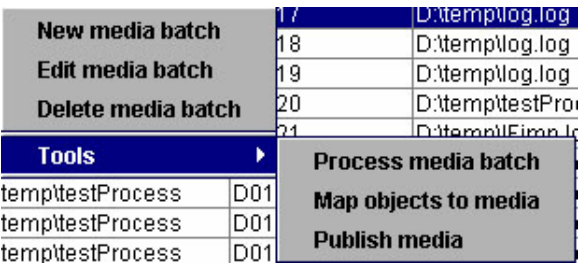 New media batch
Edit media batch
Delete media batch
Tools
Process media batch
Map objects to media
Publish media
17 D:\temp\log.log
18 D:\temp\log.log
19 D:\temp\log.log
20
21
temp\testProcess D01
temp\testProcess D01
temp\testProcess D01